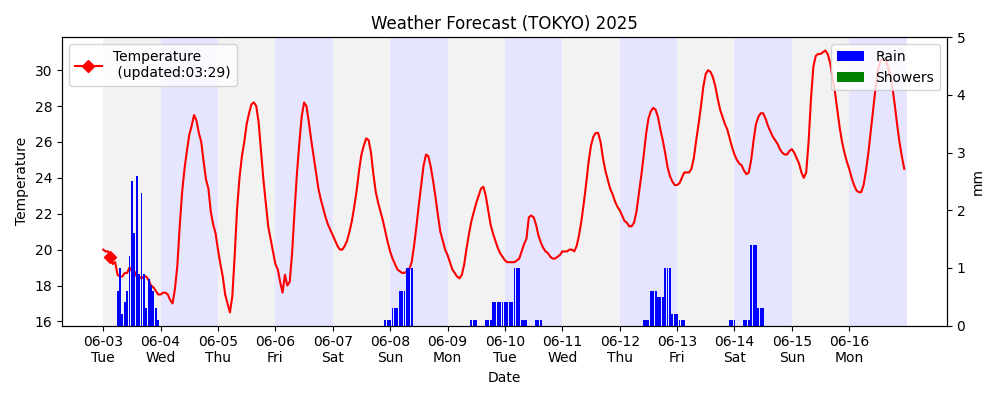 Weather Forecast (TOKYO) 2025
Temperature
(updated:03:29)
Rain
Showers
Temperature
30
28
26
24
22
20
18
16
5
4
3
2
1
0
mm
06-03 06-04 06-05 06-06 06-07 06-08 06-09 06-10 06-11 06-12 06-13 06-14 06-15 06-16
Tue Wed Thu Fri Sat Sun Mon Tue Wed Thu Fri Sat Sun Mon
Date